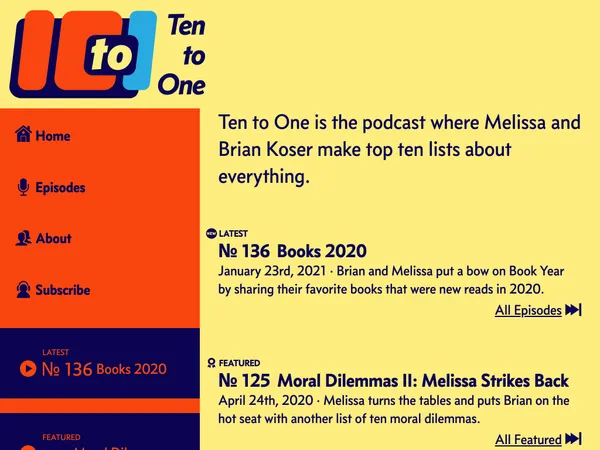 10 to 1
Ten
to
One
Home
Episodes
About
Subscribe
LATEST
№ 136 Books 2020
FEATURED
Ten to One is the podcast where Melissa and
Brian Koser make top ten lists about
everything.
NEW LATEST
№ 136 Books 2020
January 23rd, 2021 · Brian and Melissa put a bow on Book Year
by sharing their favorite books that were new reads in 2020.
All Episodes
FEATURED
№ 125 Moral Dilemmas II: Melissa Strikes Back
April 24th, 2020 · Melissa turns the tables and puts Brian on the
hot seat with another list of ten moral dilemmas.
All Featured